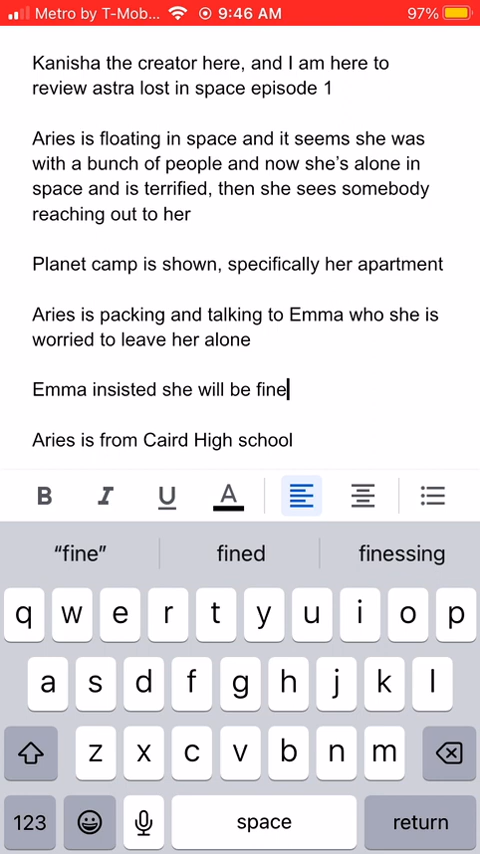 Metro by T-Mob... 9:46 AM 97%
Kanisha the creator here, and I am here to
review astra lost in space episode 1
Aries is floating in space and it seems she was
with a bunch of people and now she’s alone in
space and is terrified, then she sees somebody
reaching out to her
Planet camp is shown, specifically her apartment
Aries is packing and talking to Emma who she is
worried to leave her alone
Emma insisted she will be fine
Aries is from Caird High school
B I U A
“fine” fined finessing
q w e r t y u i o p
a s d f g h j k l
z x c v b n m
123 space return